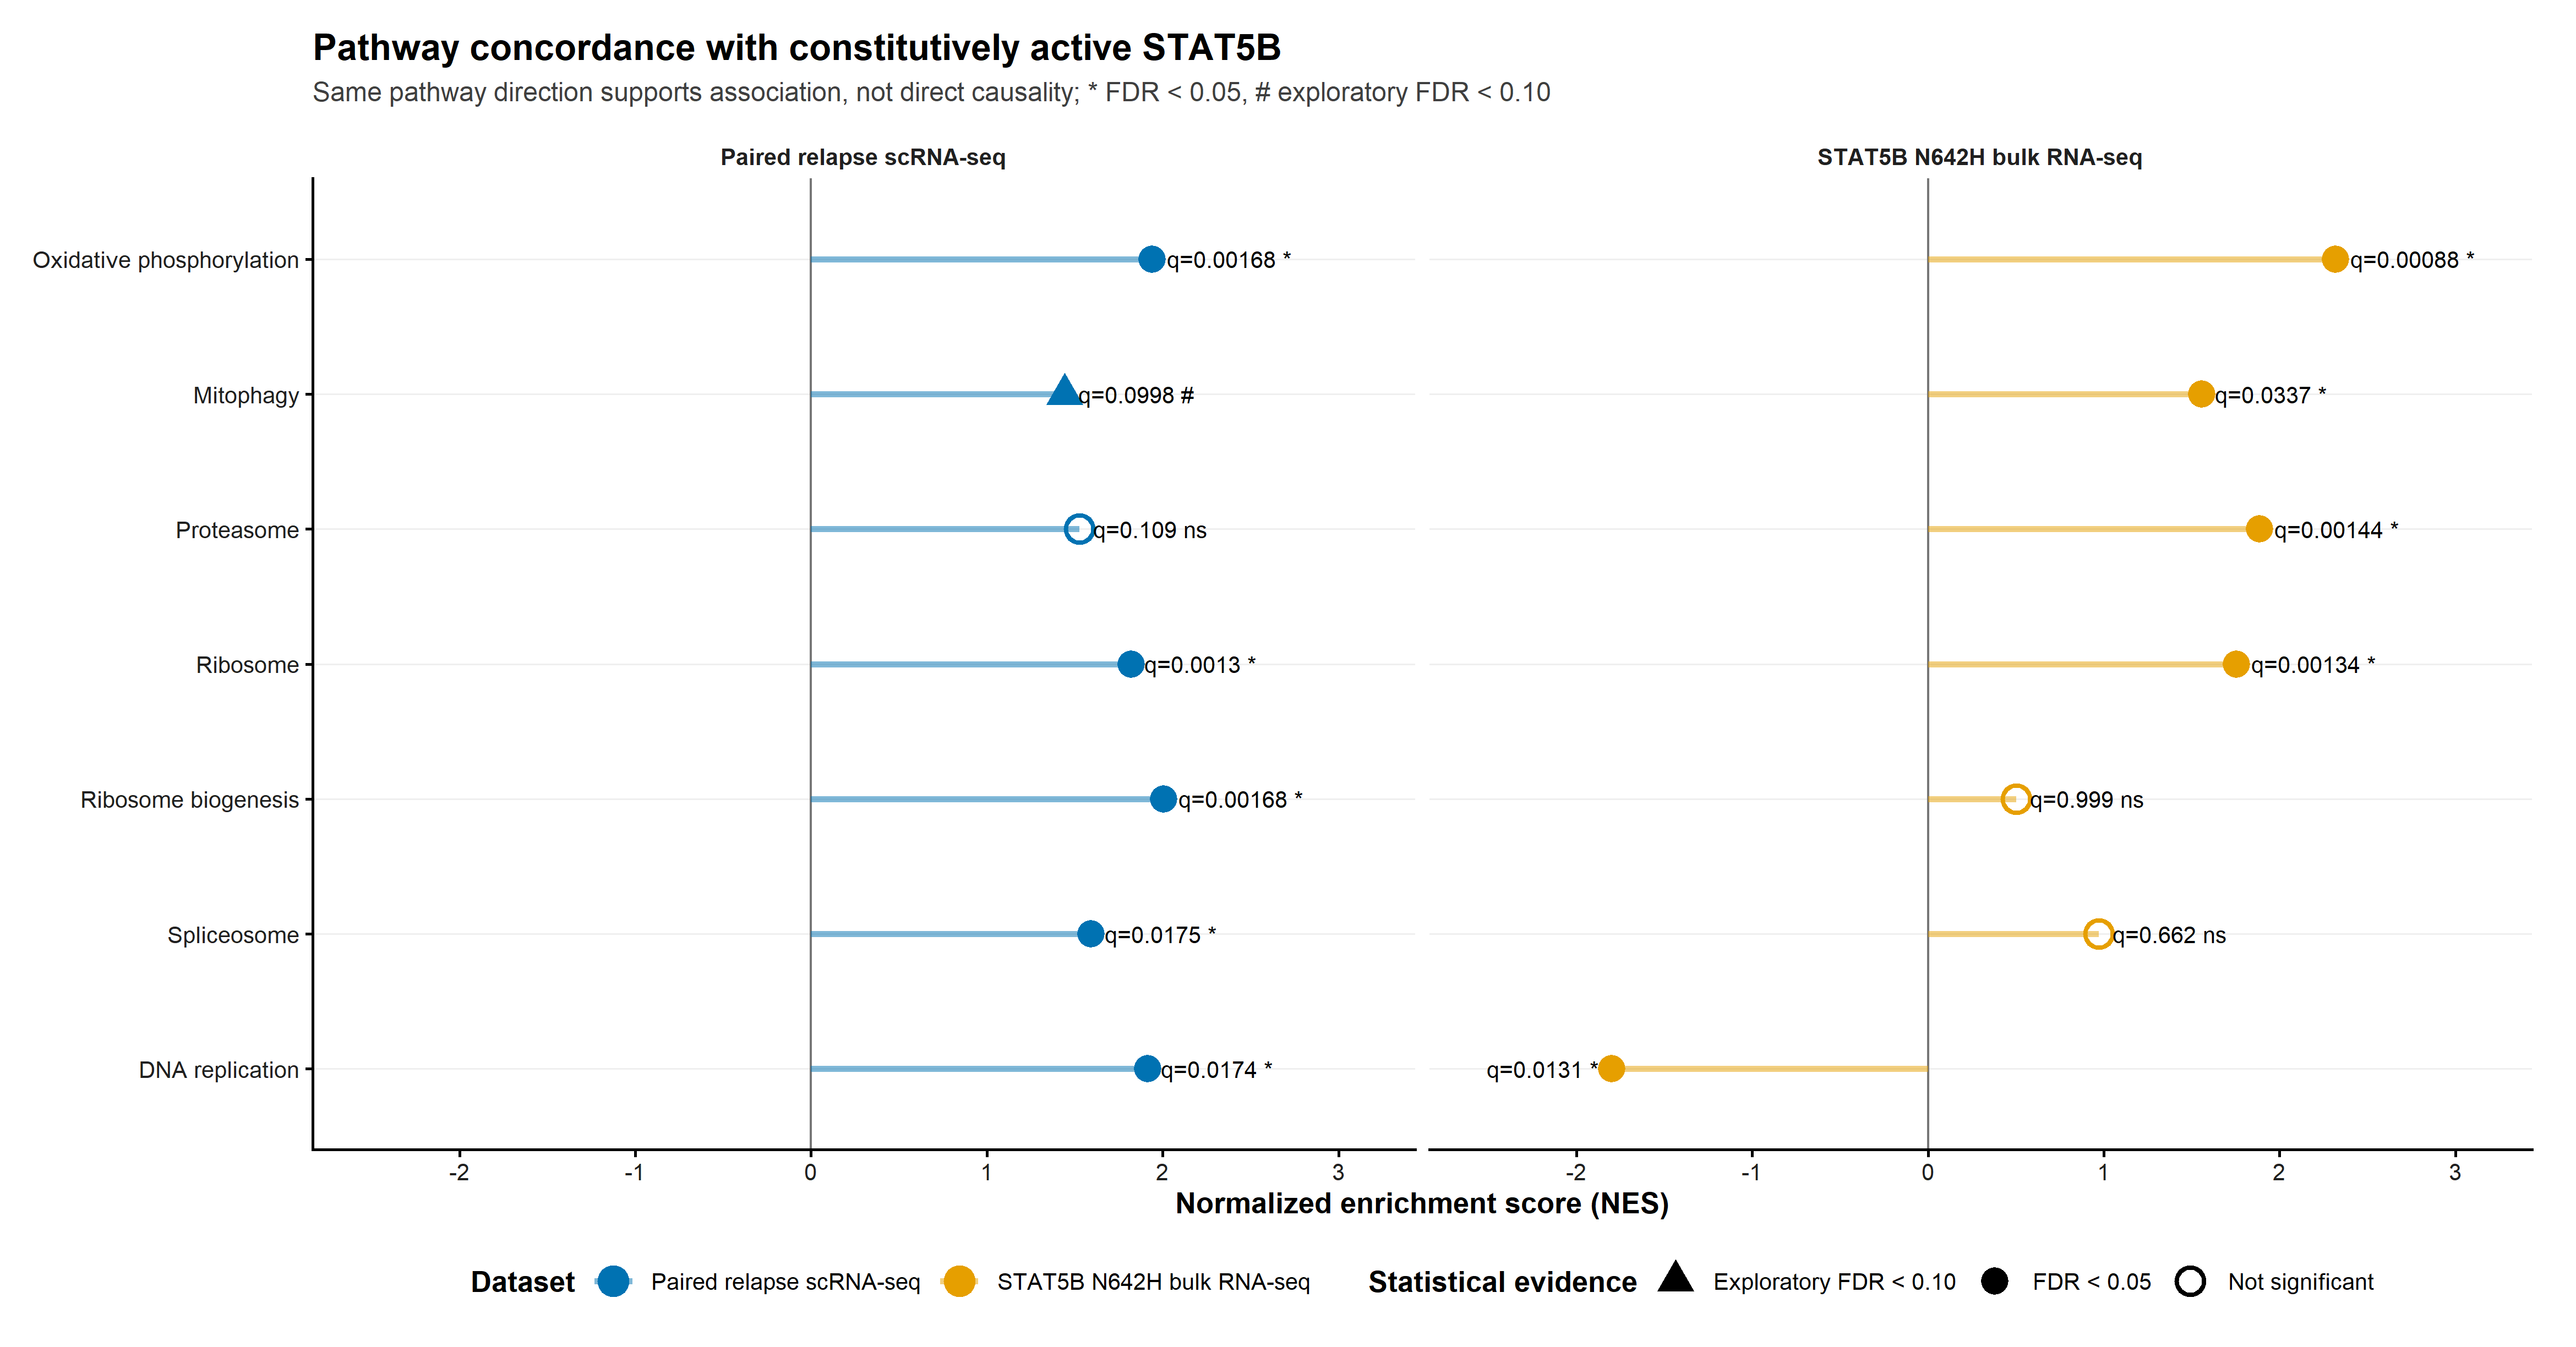 Pathway concordance with constitutively active STAT5B
Same pathway direction supports association, not direct causality; * FDR < 0.05, # exploratory FDR < 0.10
Paired relapse scRNA-seq
STAT5B N642H bulk RNA-seq
Oxidative phosphorylation
q=0.00168 *
q=0.00088 *
Mitophagy
q=0.0998 #
q=0.0337 *
Proteasome
q=0.109 ns
q=0.00144 *
Ribosome
q=0.0013 *
q=0.00134 *
Ribosome biogenesis
q=0.00168 *
q=0.999 ns
Spliceosome
q=0.0175 *
q=0.662 ns
DNA replication
q=0.0174 *
q=0.0131 *
-2 -1 0 1 2 3
-2 -1 0 1 2 3
Normalized enrichment score (NES)
Dataset Paired relapse scRNA-seq STAT5B N642H bulk RNA-seq
Statistical evidence Exploratory FDR < 0.10 FDR < 0.05 Not significant